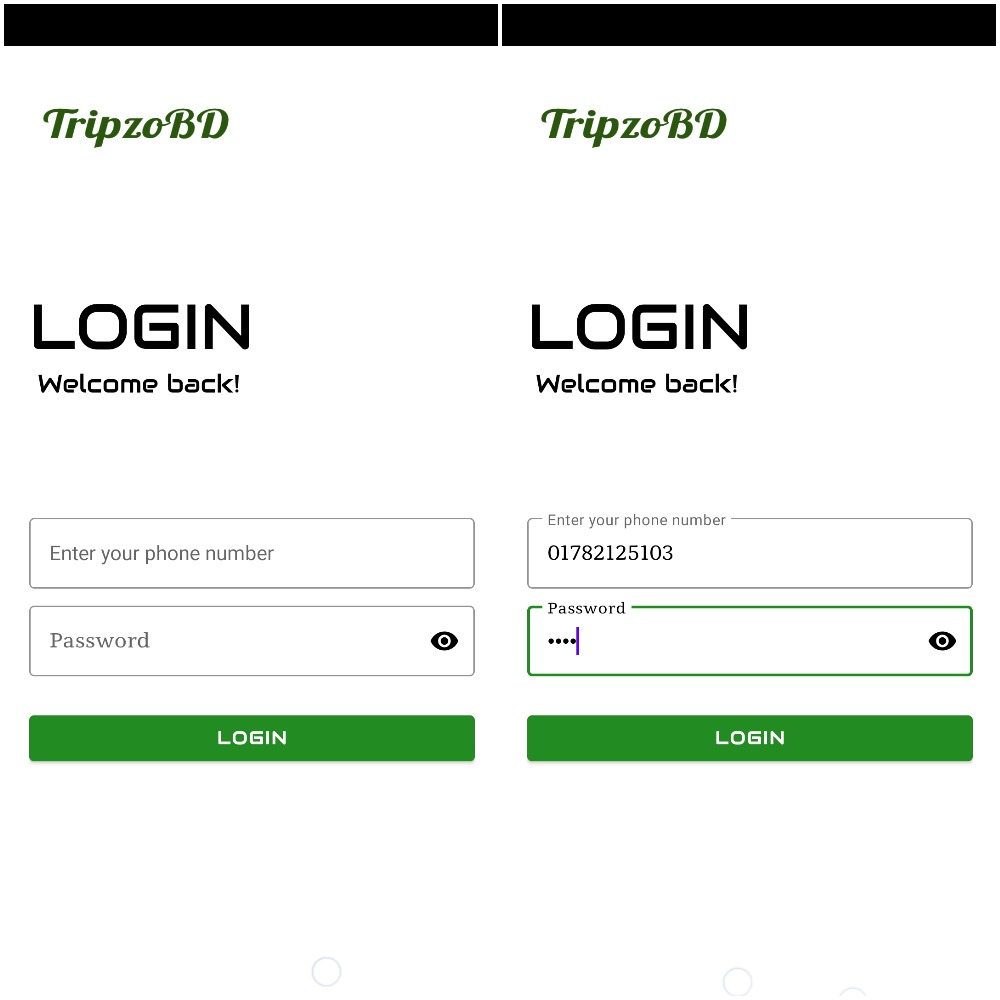 TripzoBD
LOGIN
Welcome back!
Enter your phone number
Password
LOGIN
TripzoBD
LOGIN
Welcome back!
Enter your phone number
01782125103
Password
••••
LOGIN